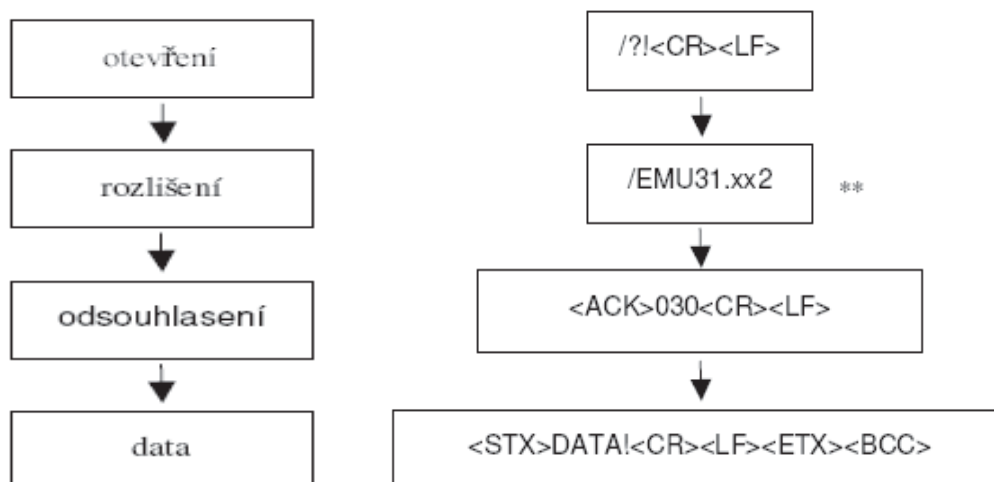 otevření
/?!<CR><LF>
rozlišení
/EMU31.xx2
**
odsouhlasení
<ACK>030<CR><LF>
data
<STX>DATA!<CR><LF><ETX><BCC>